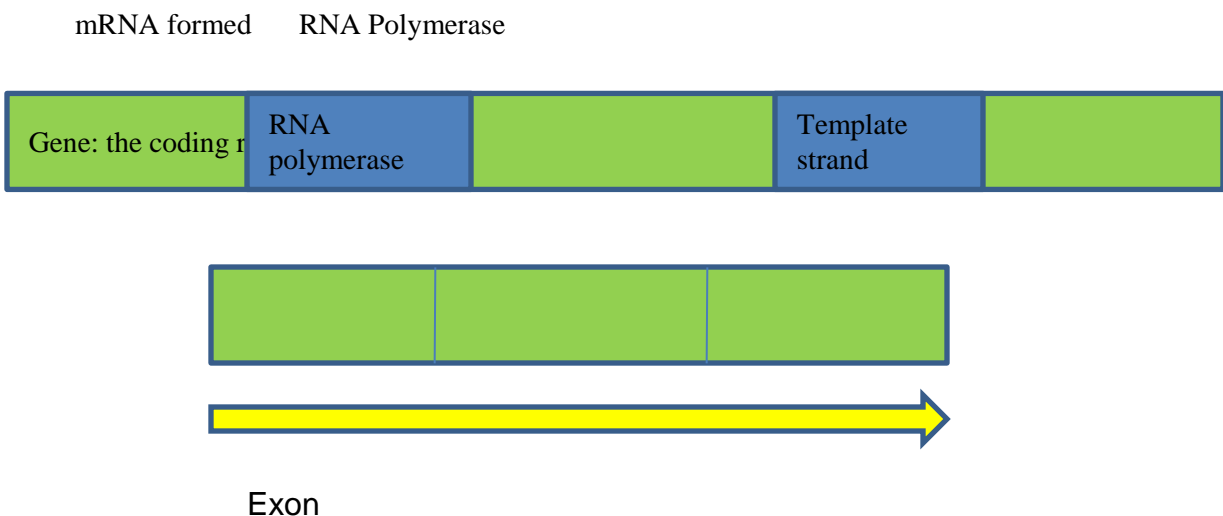 mRNA formed RNA Polymerase
Gene: the coding r
RNA
polymerase
Template
strand
Exon